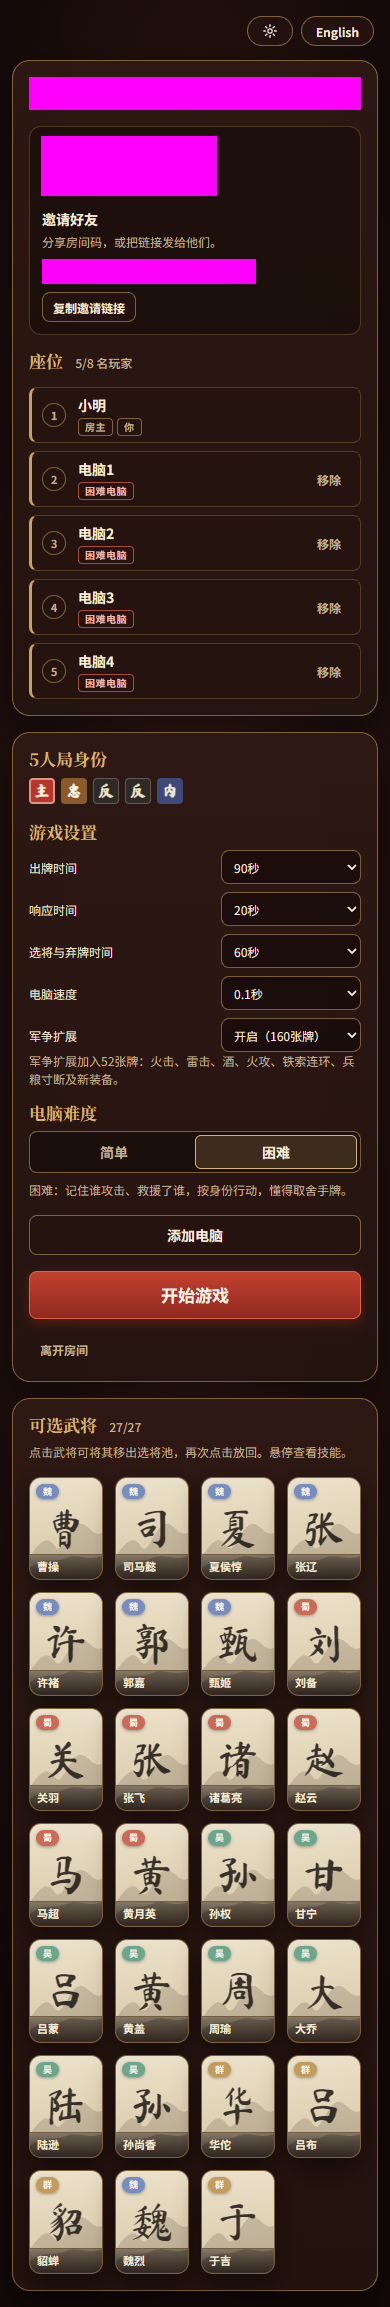 English
邀请好友
分享房间码，或把链接发给他们。
复制邀请链接
座位 5/8 名玩家
1 小明
房主 你
2 电脑1 移除
困难电脑
3 电脑2 移除
困难电脑
4 电脑3 移除
困难电脑
5 电脑4 移除
困难电脑
5人局身份
主 忠 反 反 内
游戏设置
出牌时间 90秒
响应时间 20秒
选将与弃牌时间 60秒
电脑速度 0.1秒
军争扩展 开启（160张牌）
军争扩展加入52张牌：火击、雷击、酒、火攻、铁索连环、兵
粮寸断及新装备。
电脑难度
简单 困难
困难：记住谁攻击、救援了谁，按身份行动，懂得取舍手牌。
添加电脑
开始游戏
离开房间
可选武将 27/27
点击武将可将其移出选将池，再次点击放回。悬停查看技能。
魏 魏 魏 魏
曹 司 夏 张
曹操 司马懿 夏侯惇 张辽
魏 魏 魏 蜀
许 郭 甄 刘
许褚 郭嘉 甄姬 刘备
蜀 蜀 蜀 蜀
关 张 诸 赵
关羽 张飞 诸葛亮 赵云
蜀 蜀 吴 吴
马 黄 孙 甘
马超 黄月英 孙权 甘宁
吴 吴 吴 吴
吕 黄 周 大
吕蒙 黄盖 周瑜 大乔
吴 吴 群 群
陆 孙 华 吕
陆逊 孙尚香 华佗 吕布
群 魏 群
貂 魏 于
貂蝉 魏烈 于吉